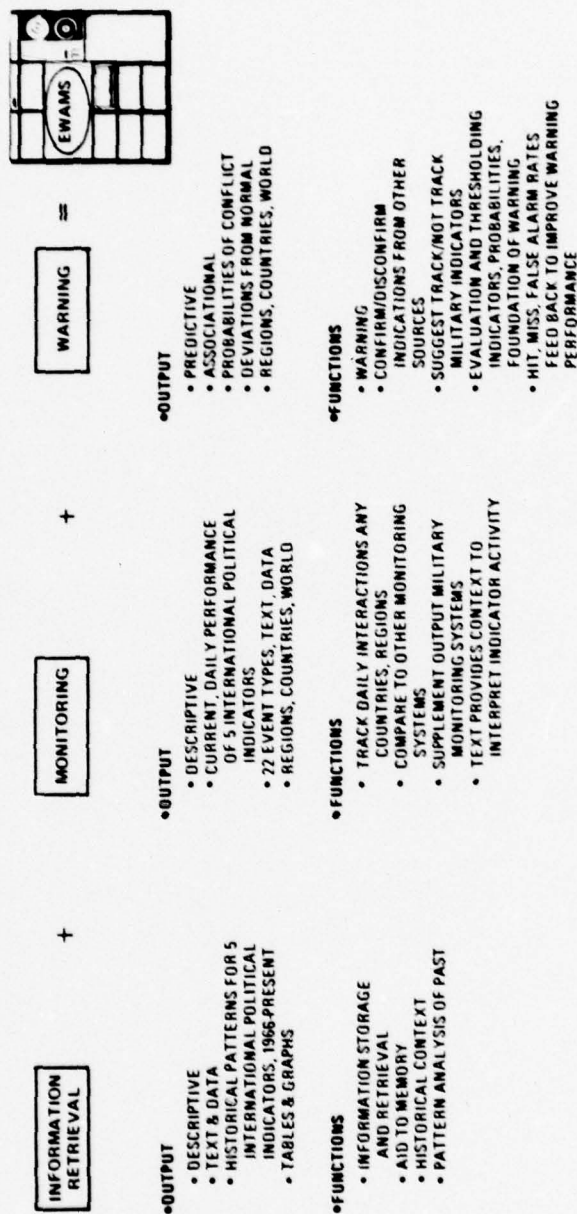 INFORMATION
RETRIEVAL
+
MONITORING
+
WARNING
=
EWAMS
•OUTPUT
• DESCRIPTIVE
• TEXT & DATA
• HISTORICAL PATTERNS FOR 5
INTERNATIONAL POLITICAL
INDICATORS, 1966-PRESENT
• TABLES & GRAPHS
•FUNCTIONS
• INFORMATION STORAGE
AND RETRIEVAL
• AID TO MEMORY
• HISTORICAL CONTEXT
• PATTERN ANALYSIS OF PAST
•OUTPUT
• DESCRIPTIVE
• CURRENT, DAILY PERFORMANCE
OF 5 INTERNATIONAL POLITICAL
INDICATORS
• 22 EVENT TYPES, TEXT, DATA
• REGIONS, COUNTRIES, WORLD
•FUNCTIONS
• TRACK DAILY INTERACTIONS ANY
COUNTRIES, REGIONS
• COMPARE TO OTHER MONITORING
SYSTEMS
• SUPPLEMENT OUTPUT MILITARY
MONITORING SYSTEMS
• TEXT PROVIDES CONTEXT TO
INTERPRET INDICATOR ACTIVITY
•OUTPUT
• PREDICTIVE
• ASSOCIATIONAL
• PROBABILITIES OF CONFLICT
• DEVIATIONS FROM NORMAL
• REGIONS, COUNTRIES, WORLD
•FUNCTIONS
• WARNING
• CONFIRM/DISCONFIRM
INDICATIONS FROM OTHER
SOURCES
• SUGGEST TRACK/NOT TRACK
MILITARY INDICATORS
• EVALUATION AND THRESHOLDING
INDICATORS, PROBABILITIES,
FOUNDATION OF WARNING
• HIT, MISS, FALSE ALARM RATES
FEED BACK TO IMPROVE WARNING
PERFORMANCE